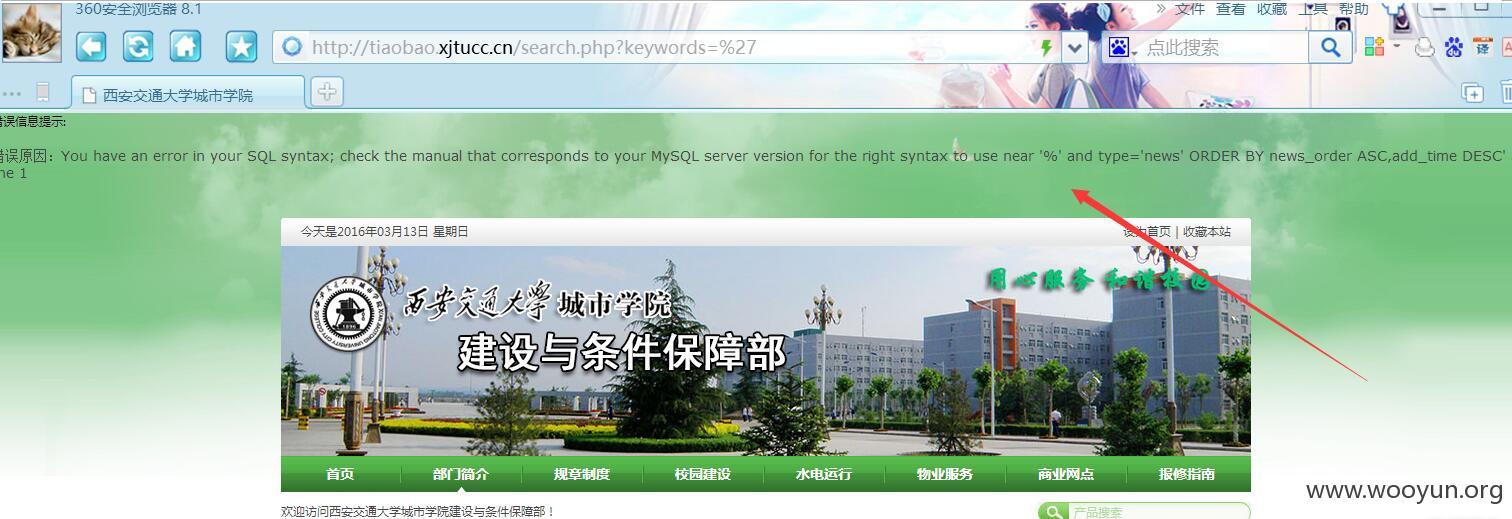 360安全浏览器 8.1
» 文件 查看 收藏 工具 帮助
http://tiaobao.xjtucc.cn/search.php?keywords=%27
点此搜索
西安交通大学城市学院
错误信息提示:
错误原因：You have an error in your SQL syntax; check the manual that corresponds to your MySQL server version for the right syntax to use near '%' and type='news' ORDER BY news_order ASC,add_time DESC'
ne 1
今天是2016年03月13日 星期日
设为首页 | 收藏本站
用心服务 和谐校园
西安交通大学 城市学院
建设与条件保障部
首页 部门简介 规章制度 校园建设 水电运行 物业服务 商业网点 报修指南
www.wooyun.org
欢迎访问西安交通大学城市学院建设与条件保障部！
产品搜索